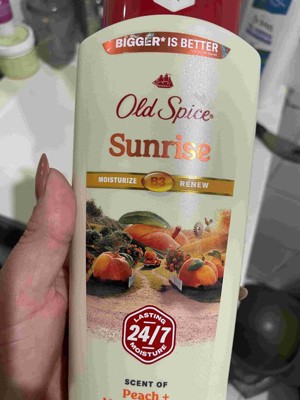 BIGGER* IS BETTER
Old Spice®
Sunrise
MOISTURIZE B3 RENEW
LASTING
24/7
MOISTURE
SCENT OF
Peach +